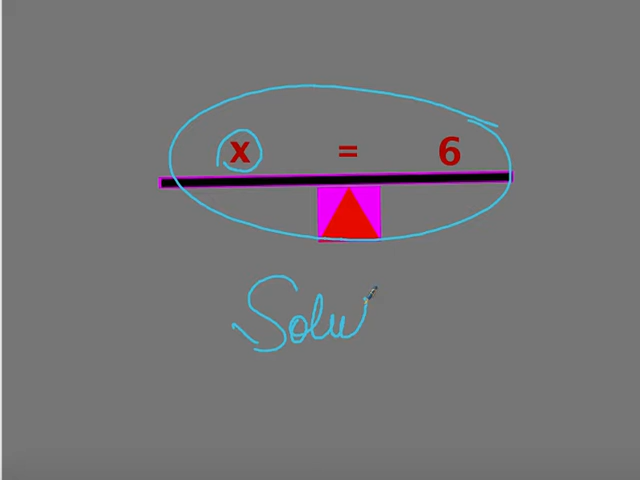 x = 6
Solu